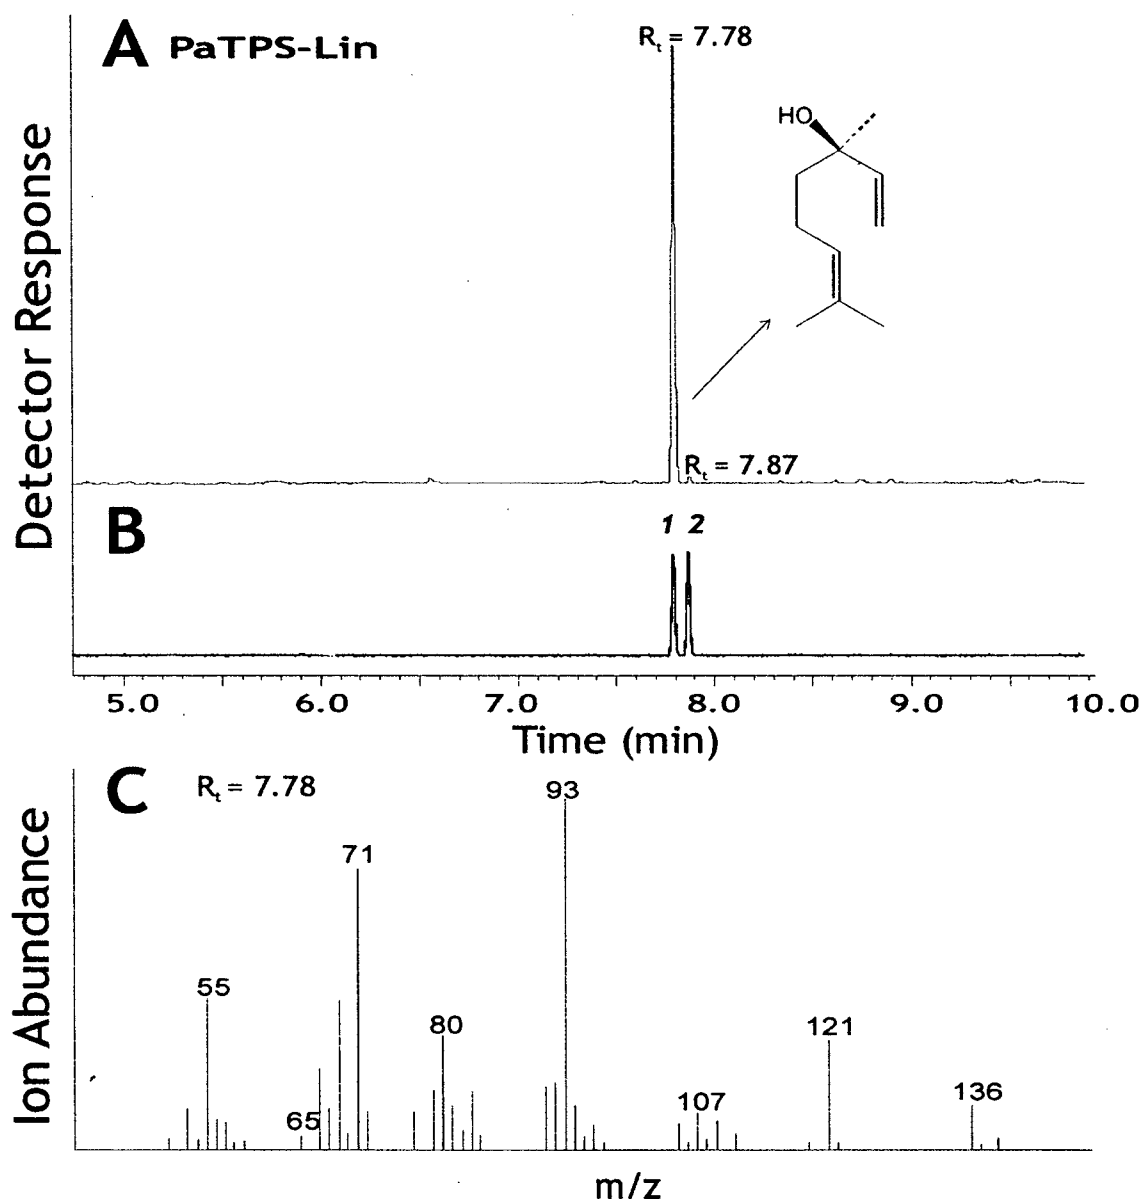 A PaTPS-Lin
Rt = 7.78
HO
Rt = 7.87
Detector Response
B
1 2
5.0 6.0 7.0 8.0 9.0 10.0
Time (min)
C Rt = 7.78
93
71
55
80
121
65
107
136
Ion Abundance
m/z